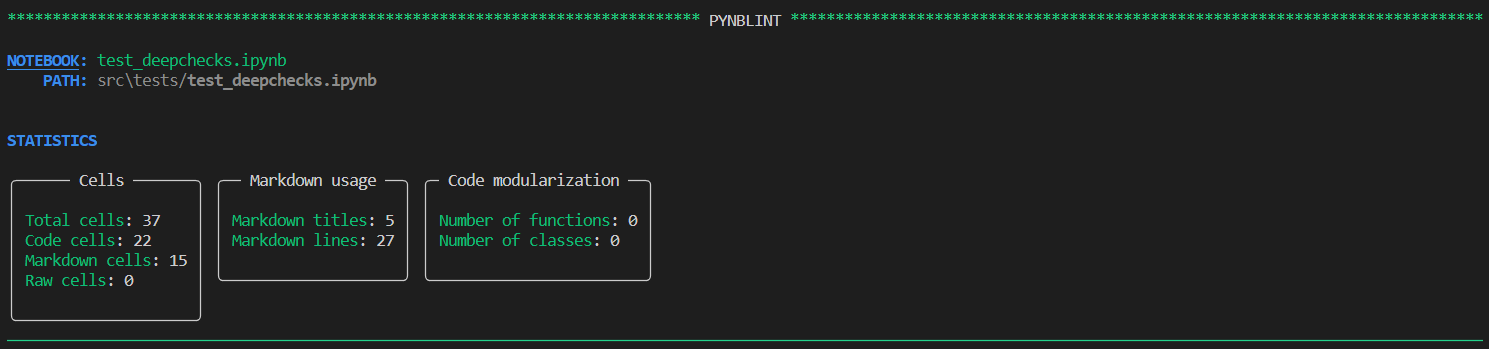 ***************************************************************************** PYNBLINT *****************************************************************************
NOTEBOOK: test_deepchecks.ipynb
PATH: src\tests/test_deepchecks.ipynb
STATISTICS
Cells Markdown usage Code modularization
Total cells: 37 Markdown titles: 5 Number of functions: 0
Code cells: 22 Markdown lines: 27 Number of classes: 0
Markdown cells: 15
Raw cells: 0